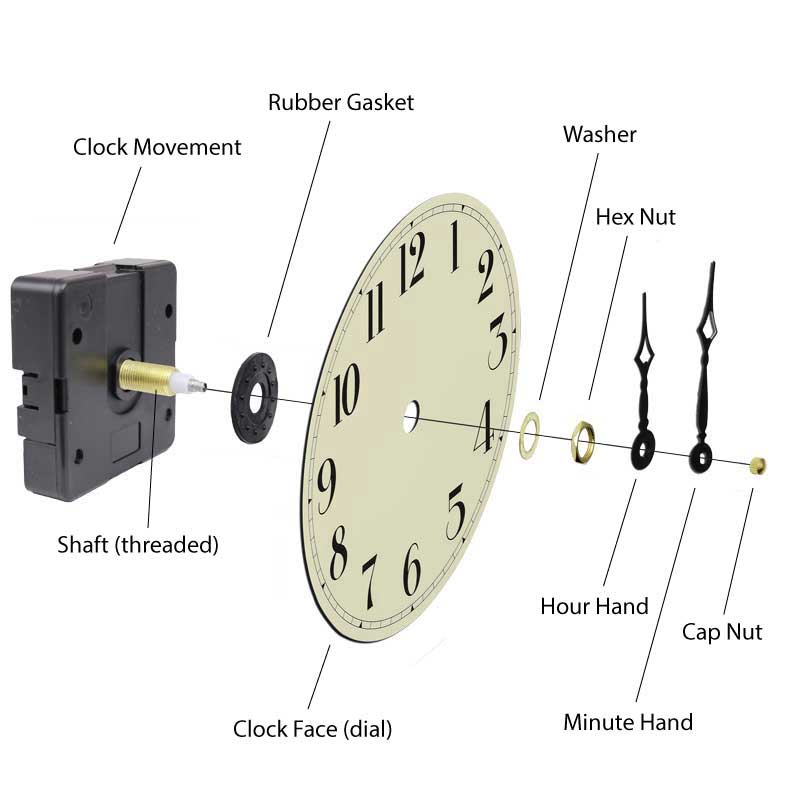 Rubber Gasket
Washer
Clock Movement
Hex Nut
12
1
2
11
3
10
4
9
5
8
6
7
Shaft (threaded)
Hour Hand
Cap Nut
Minute Hand
Clock Face (dial)